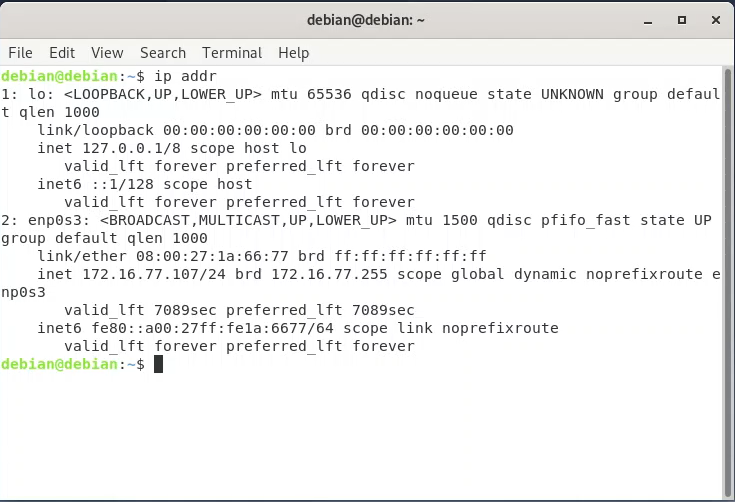 debian@debian: ~
File Edit View Search Terminal Help
debian@debian:~$ ip addr
1: lo: <LOOPBACK,UP,LOWER_UP> mtu 65536 qdisc noqueue state UNKNOWN group defaul
t qlen 1000
    link/loopback 00:00:00:00:00:00 brd 00:00:00:00:00:00
    inet 127.0.0.1/8 scope host lo
       valid_lft forever preferred_lft forever
    inet6 ::1/128 scope host
       valid_lft forever preferred_lft forever
2: enp0s3: <BROADCAST,MULTICAST,UP,LOWER_UP> mtu 1500 qdisc pfifo_fast state UP
group default qlen 1000
    link/ether 08:00:27:1a:66:77 brd ff:ff:ff:ff:ff:ff
    inet 172.16.77.107/24 brd 172.16.77.255 scope global dynamic noprefixroute e
np0s3
       valid_lft 7089sec preferred_lft 7089sec
    inet6 fe80::a00:27ff:fe1a:6677/64 scope link noprefixroute
       valid_lft forever preferred_lft forever
debian@debian:~$